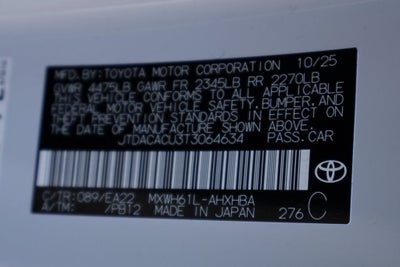 MFD.BY:TOYOTA MOTOR CORPORATION 10/25
GVWR 4475LB GAWR FR 2345LB RR 2270LB
THIS VEHICLE CONFORMS TO ALL APPLICABLE
FEDERAL MOTOR VEHICLE SAFETY,BUMPER,AND
THEFT PREVENTION STANDARDS IN EFFECT ON
THE DATE OF MANUFACTURE SHOWN ABOVE.
JTDACACU3T3064634 PASS.CAR
C/TR:089/EA22 MXWH61L-AHXHBA
A/TM: /PB12 MADE IN JAPAN 276 C